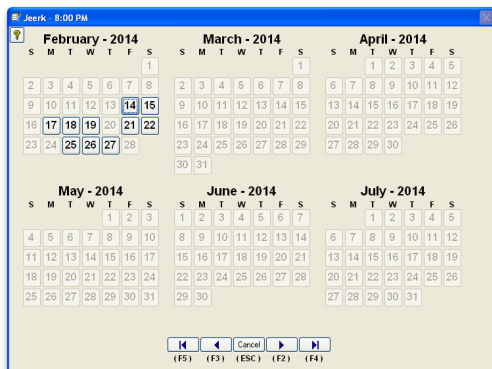 Jeerk - 8:00 PM
?
February - 2014
S M T W T F S
1
2 3 4 5 6 7 8
9 10 11 12 13 14 15
16 17 18 19 20 21 22
23 24 25 26 27 28
March - 2014
S M T W T F S
1
2 3 4 5 6 7 8
9 10 11 12 13 14 15
16 17 18 19 20 21 22
23 24 25 26 27 28 29
30 31
April - 2014
S M T W T F S
1 2 3 4 5
6 7 8 9 10 11 12
13 14 15 16 17 18 19
20 21 22 23 24 25 26
27 28 29 30
May - 2014
S M T W T F S
1 2 3
4 5 6 7 8 9 10
11 12 13 14 15 16 17
18 19 20 21 22 23 24
25 26 27 28 29 30 31
June - 2014
S M T W T F S
1 2 3 4 5 6 7
8 9 10 11 12 13 14
15 16 17 18 19 20 21
22 23 24 25 26 27 28
29 30
July - 2014
S M T W T F S
1 2 3 4 5
6 7 8 9 10 11 12
13 14 15 16 17 18 19
20 21 22 23 24 25 26
27 28 29 30 31
Cancel
(F5) (F3) (ESC) (F2) (F4)